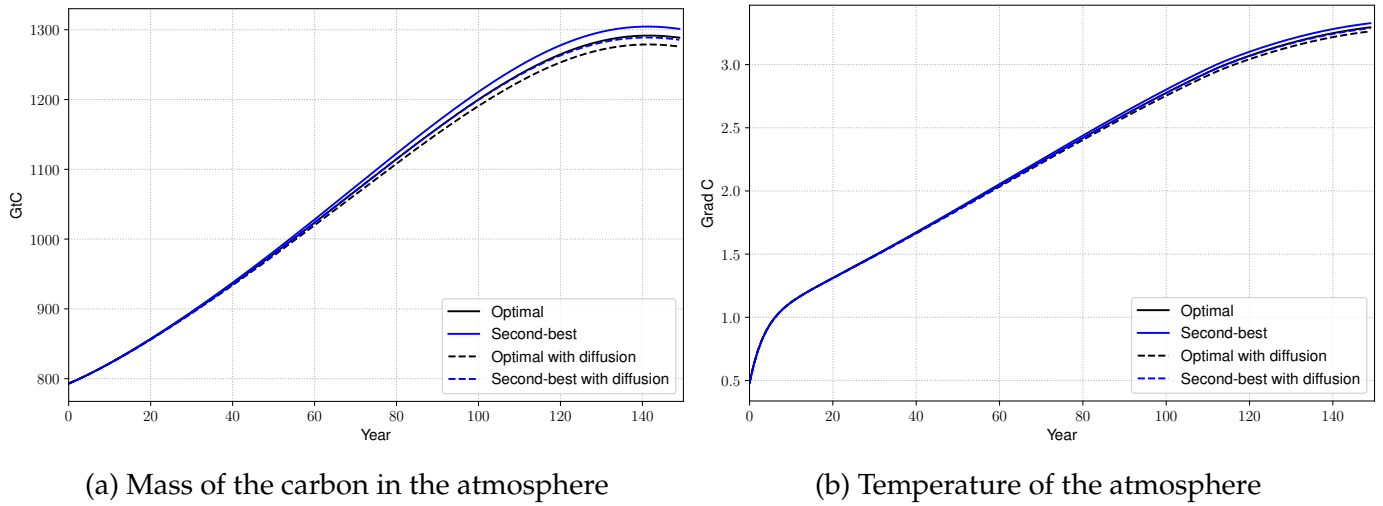 1300
1200
1100
1000
900
800
GtC
0 20 40 60 80 100 120 140
Year
Optimal
Second-best
Optimal with diffusion
Second-best with diffusion
(a) Mass of the carbon in the atmosphere
3.0
2.5
2.0
1.5
1.0
0.5
Grad C
0 20 40 60 80 100 120 140
Year
Optimal
Second-best
Optimal with diffusion
Second-best with diffusion
(b) Temperature of the atmosphere